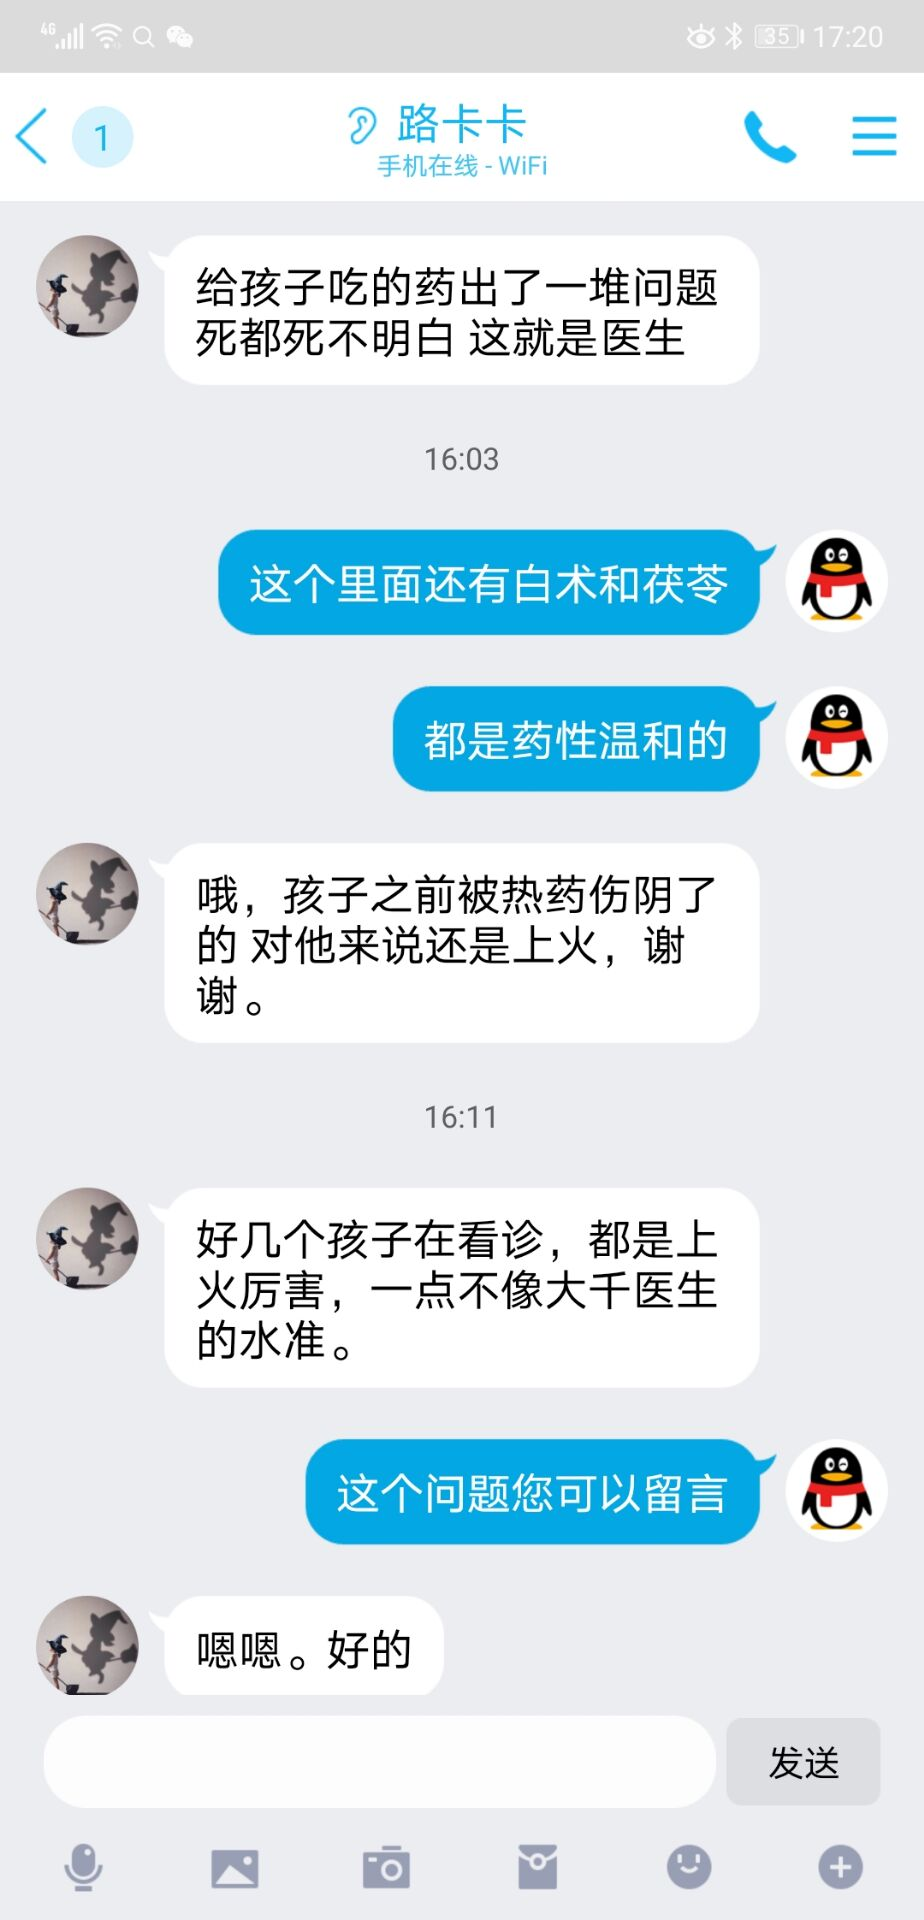 4G 35 17:20
1 路卡卡
手机在线 - WiFi
给孩子吃的药出了一堆问题
死都死不明白 这就是医生
16:03
这个里面还有白术和茯苓
都是药性温和的
哦，孩子之前被热药伤阴了
的 对他来说还是上火，谢
谢。
16:11
好几个孩子在看诊，都是上
火厉害，一点不像大千医生
的水准。
这个问题您可以留言
嗯嗯。好的
发送